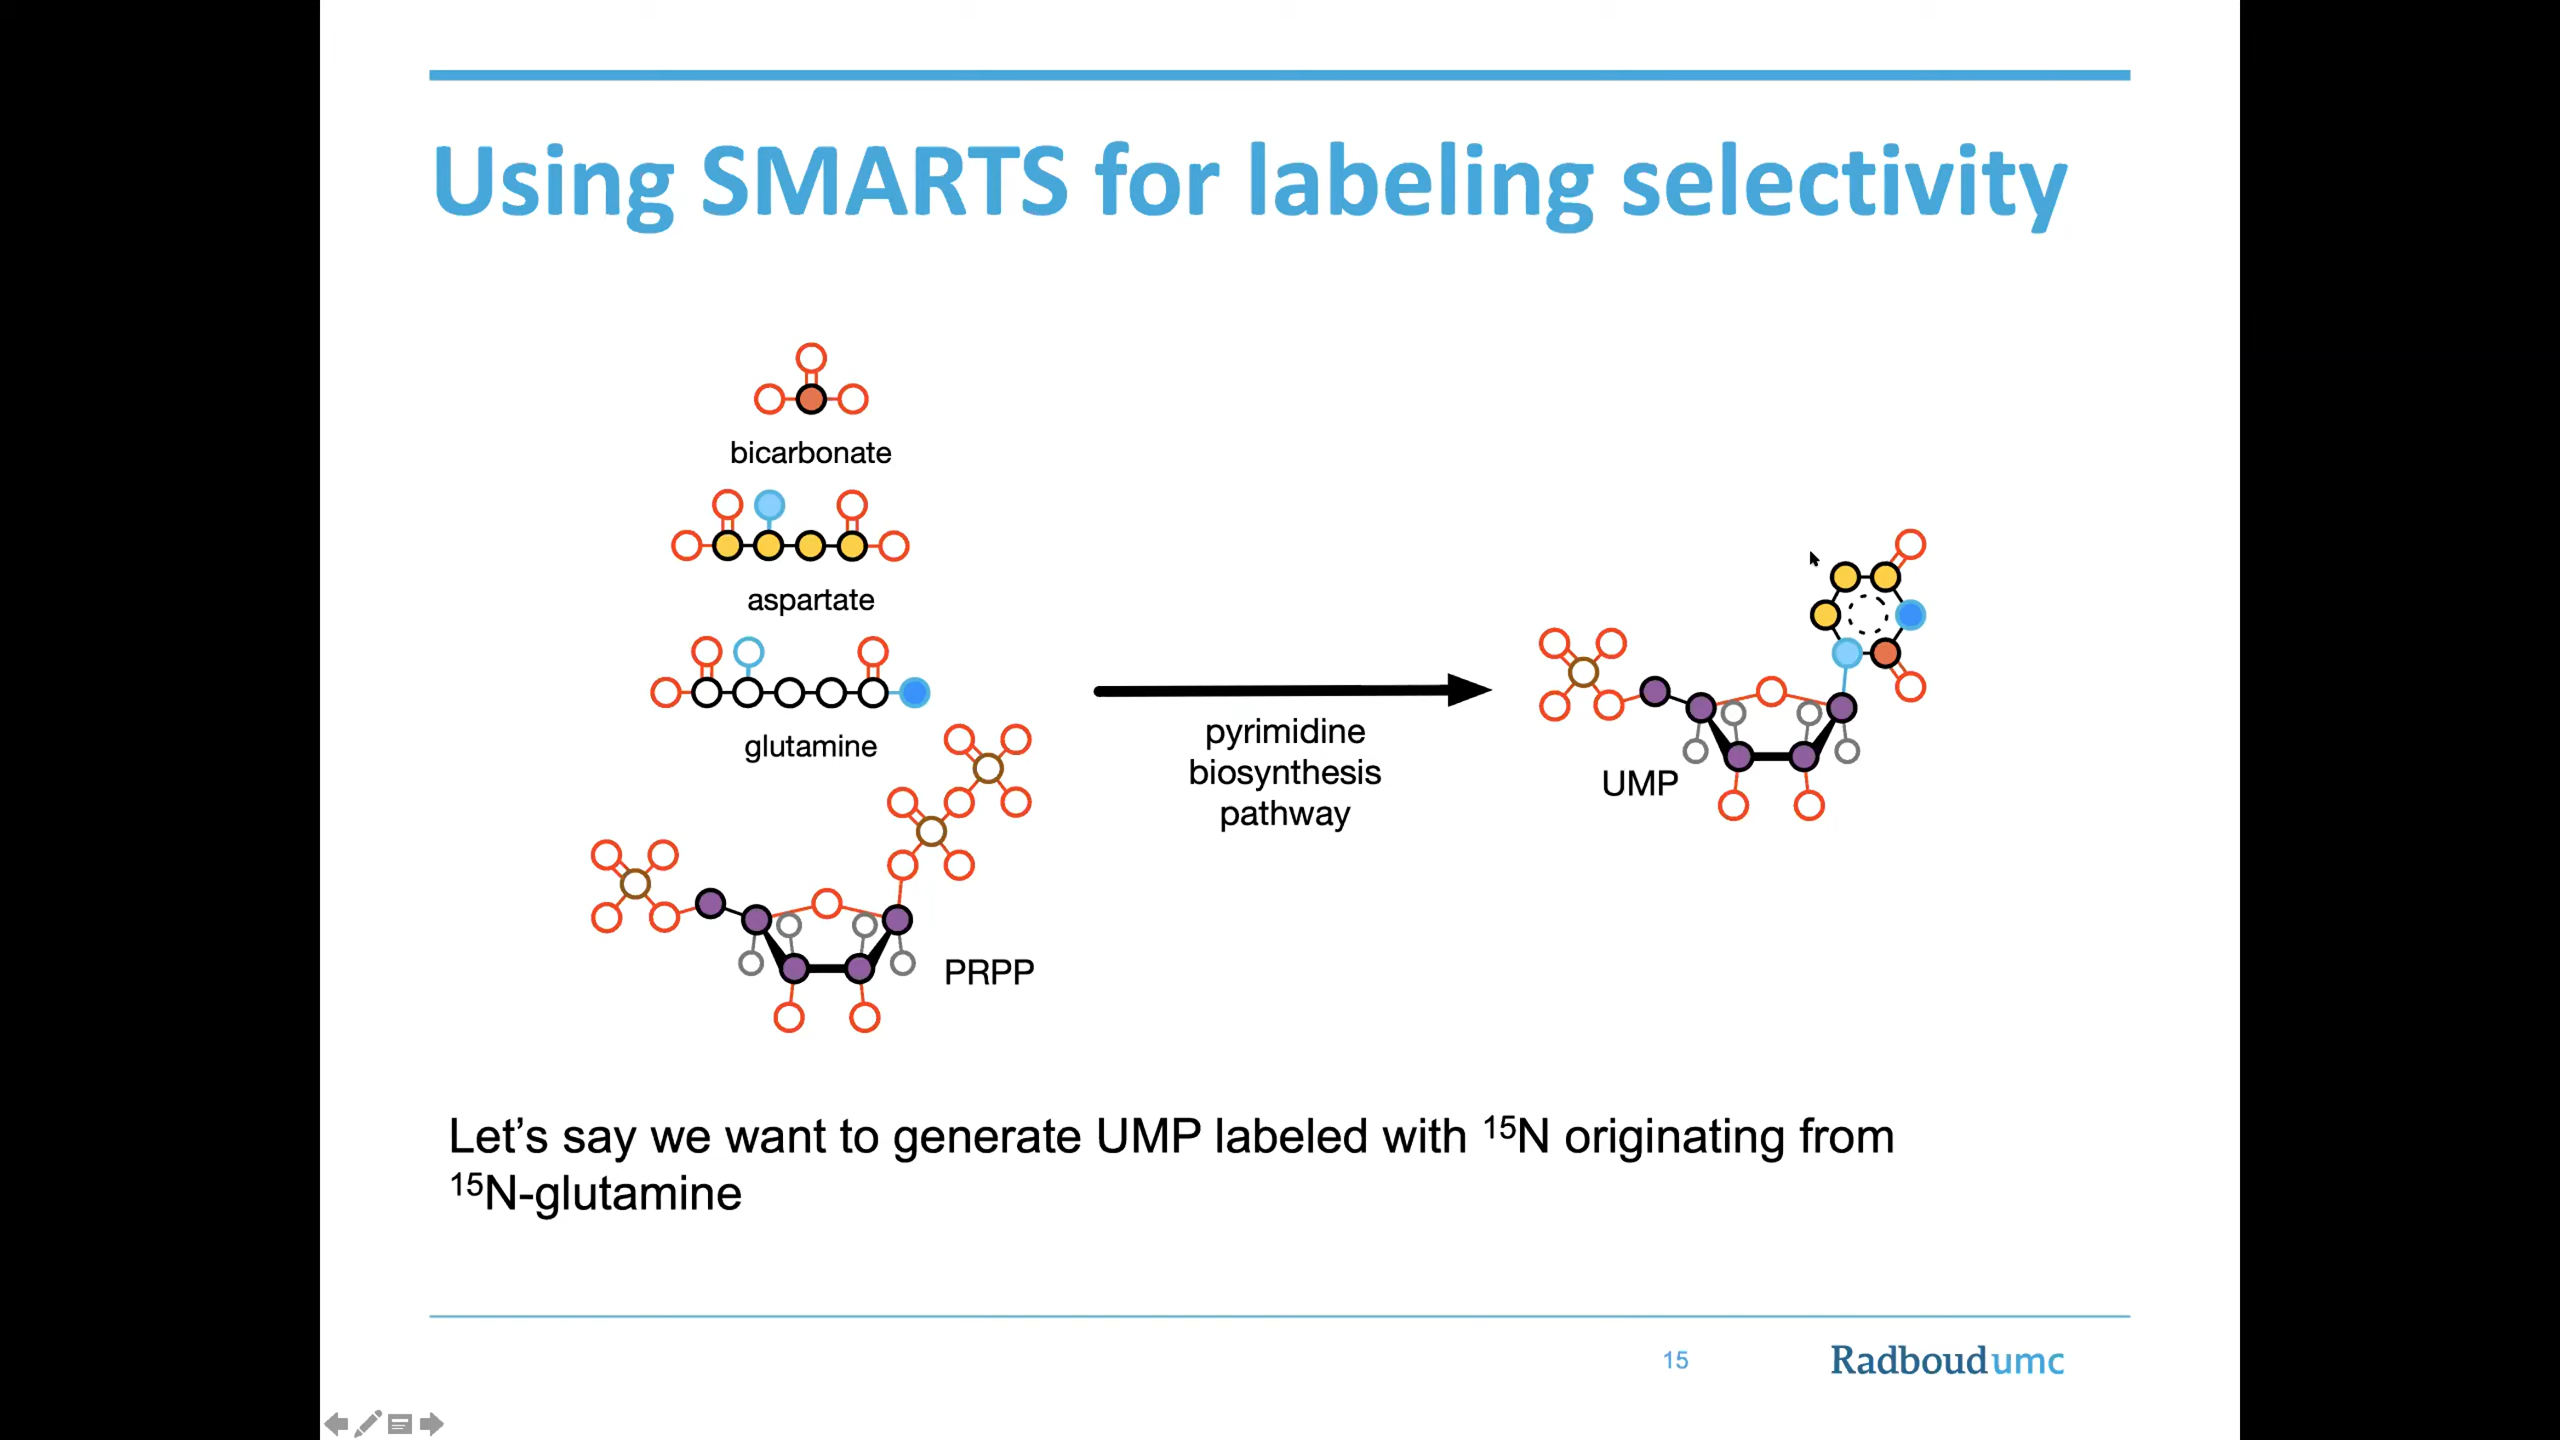 Using SMARTS for labeling selectivity
bicarbonate
aspartate
glutamine
PRPP
pyrimidine
biosynthesis
pathway
UMP
Let’s say we want to generate UMP labeled with ¹⁵N originating from
¹⁵N-glutamine
15
Radboudumc